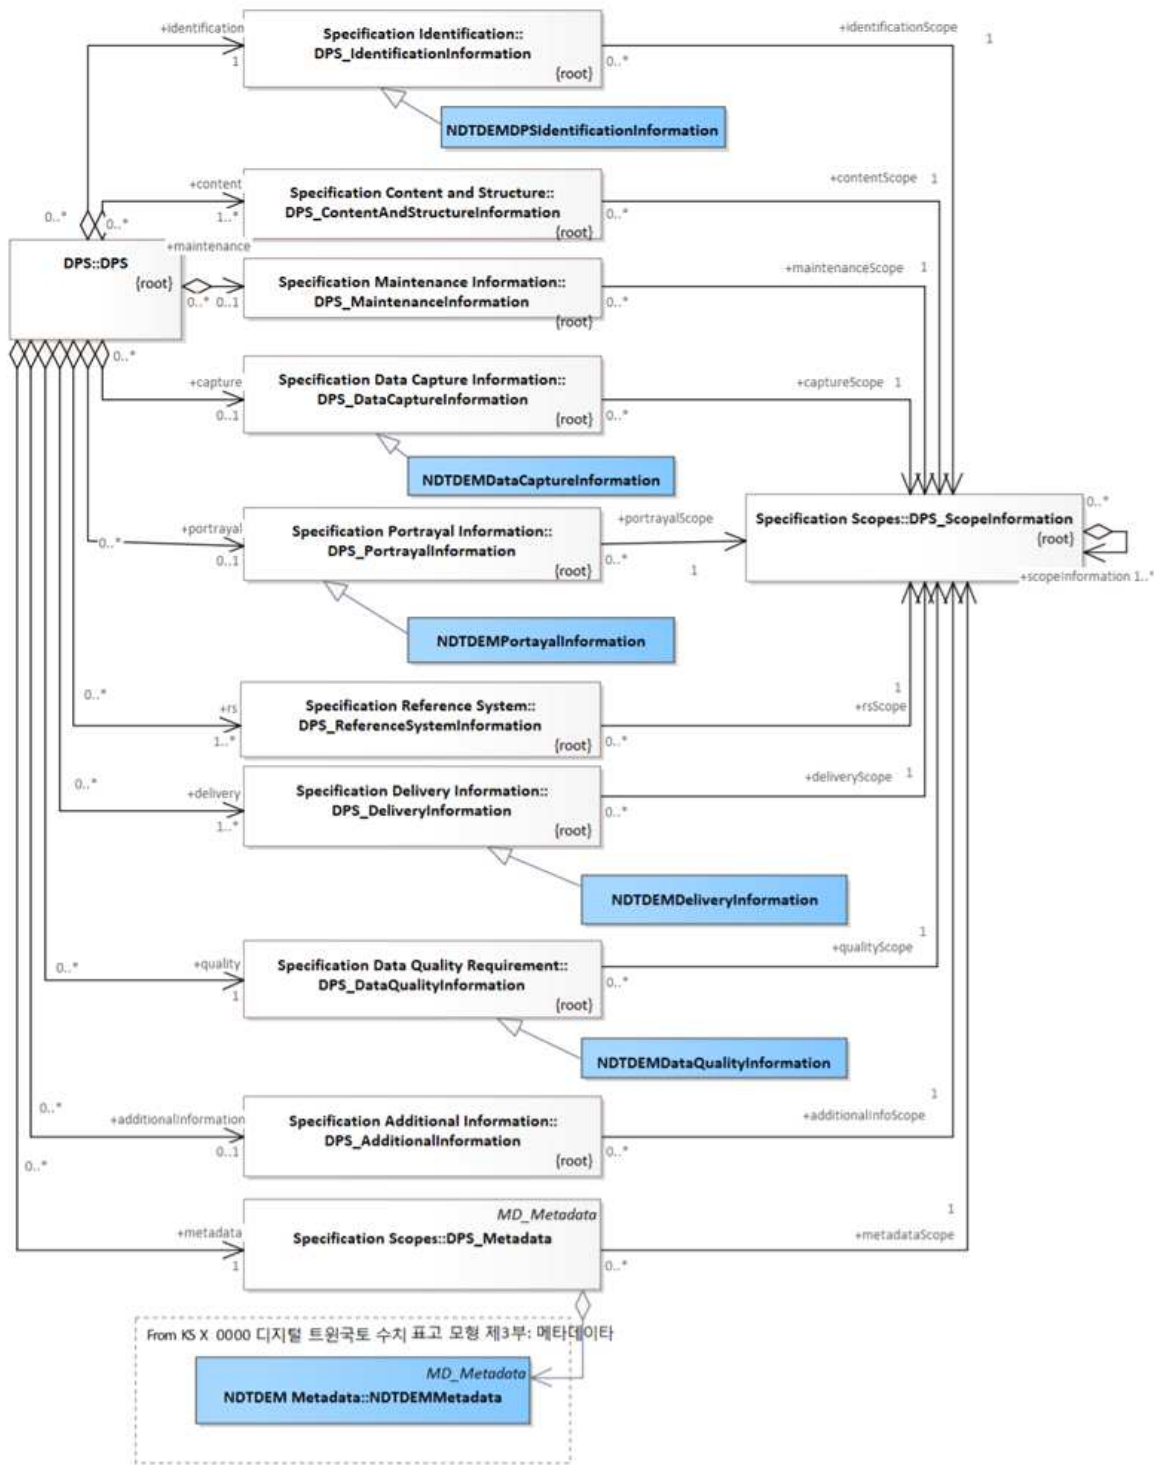 +identification
1
Specification Identification::
DPS_IdentificationInformation
{root}
0..*
+identificationScope
1
NDTDEMDPSIdentificationInformation
+content
1..*
Specification Content and Structure::
DPS_ContentAndStructureInformation
{root}
0..*
+contentScope 1
0..*
0..*
DPS::DPS
{root}
+maintenance
0..* 0..1
Specification Maintenance Information::
DPS_MaintenanceInformation
{root}
0..*
+maintenanceScope 1
0..*
+capture
0..1
Specification Data Capture Information::
DPS_DataCaptureInformation
{root}
0..*
+captureScope 1
NDTDEMDataCaptureInformation
+portrayal
0..*
0..1
Specification Portrayal Information::
DPS_PortrayalInformation
{root}
+portrayalScope
0..*
1
Specification Scopes::DPS_ScopeInformation
{root}
0..*
+scopeInformation 1..*
NDTDEMPortayalInformation
0..*
+rs
1..*
Specification Reference System::
DPS_ReferenceSystemInformation
{root}
0..*
1
+rsScope
0..*
+delivery
1..*
Specification Delivery Information::
DPS_DeliveryInformation
{root}
0..*
+deliveryScope 1
NDTDEMDeliveryInformation
0..*
+quality
1
Specification Data Quality Requirement::
DPS_DataQualityInformation
{root}
0..*
1
+qualityScope
NDTDEMDataQualityInformation
0..*
+additionalInformation
0..1
Specification Additional Information::
DPS_AdditionalInformation
{root}
0..*
1
+additionalInfoScope
0..*
+metadata
1
MD_Metadata
Specification Scopes::DPS_Metadata
0..*
1
+metadataScope
From KS X 0000 디지털 트윈국토 수치 표고 모형 제3부: 메타데이타
MD_Metadata
NDTDEM Metadata::NDTDEMMetadata